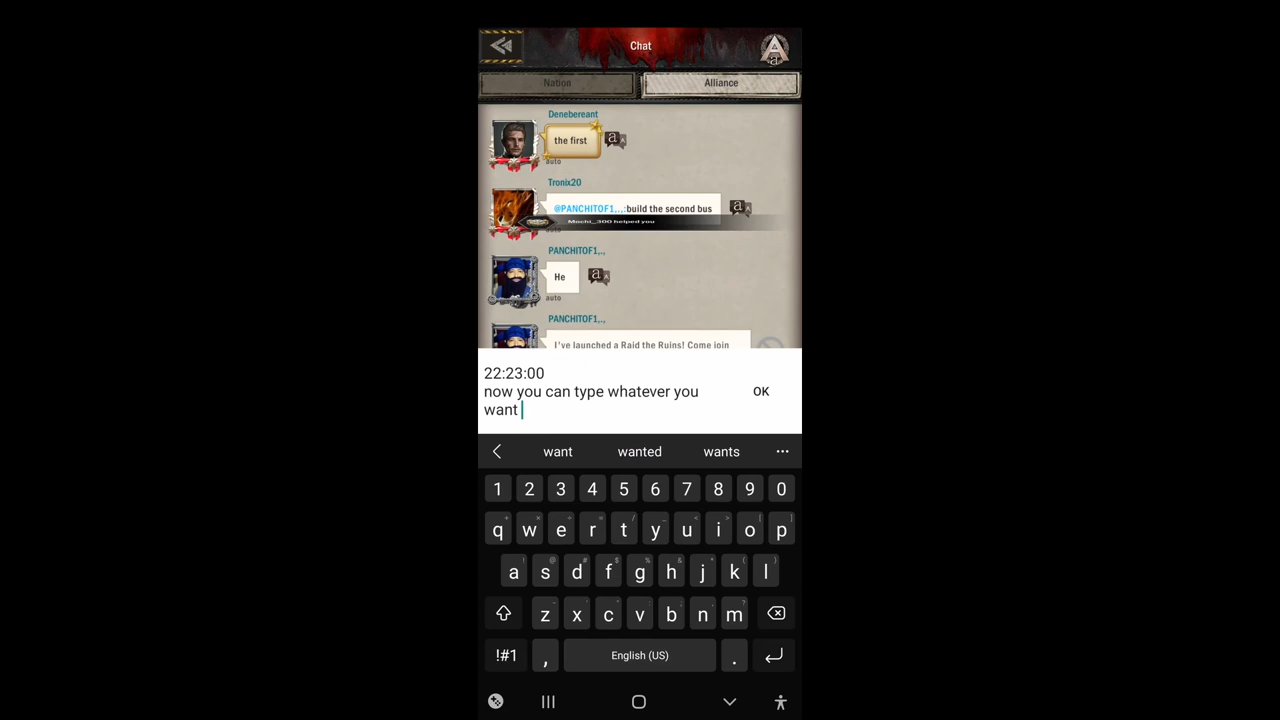 Chat
Nation
Alliance
Denebereant
the first
auto
Tronix20
@PANCHITOF1,.,:build the second bus
Mochi_300 helped you
auto
PANCHITOF1,.,
He
auto
PANCHITOF1,.,
I've launched a Raid the Ruins! Come join
22:23:00
now you can type whatever you
want
OK
want wanted wants
1 2 3 4 5 6 7 8 9 0
q w e r t y u i o p
a s d f g h j k l
z x c v b n m
!#1 , English (US) .